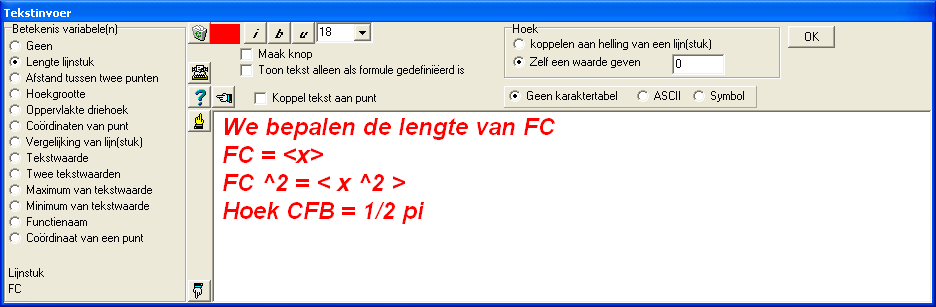 Tekstinvoer
Betekenis variabele(n)
Geen
Lengte lijnstuk
Afstand tussen twee punten
Hoekgrootte
Oppervlakte driehoek
Coördinaten van punt
Vergelijking van lijn(stuk)
Tekstwaarde
Twee tekstwaarden
Maximum van tekstwaarde
Minimum van tekstwaarde
Functienaam
Coördinaat van een punt
Lijnstuk
FC
i b u 18
Maak knop
Toon tekst alleen als formule gedefiniëerd is
Koppel tekst aan punt
Hoek
koppelen aan helling van een lijn(stuk)
Zelf een waarde geven 0
OK
Geen karaktertabel ASCII Symbol
We bepalen de lengte van FC
FC = <x>
FC ^2 = < x ^2 >
Hoek CFB = 1/2 pi